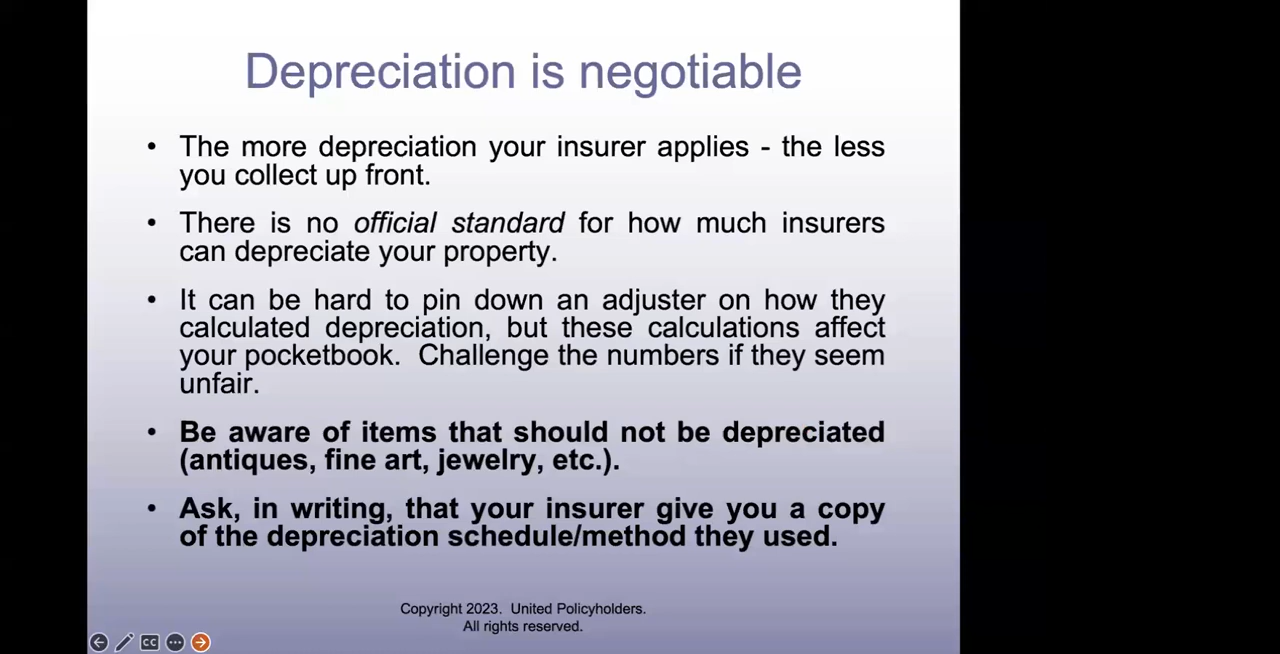 Depreciation is negotiable
• The more depreciation your insurer applies - the less
you collect up front.
• There is no official standard for how much insurers
can depreciate your property.
• It can be hard to pin down an adjuster on how they
calculated depreciation, but these calculations affect
your pocketbook.  Challenge the numbers if they seem
unfair.
• Be aware of items that should not be depreciated
(antiques, fine art, jewelry, etc.).
• Ask, in writing, that your insurer give you a copy
of the depreciation schedule/method they used.
Copyright 2023.  United Policyholders.
All rights reserved.
CC